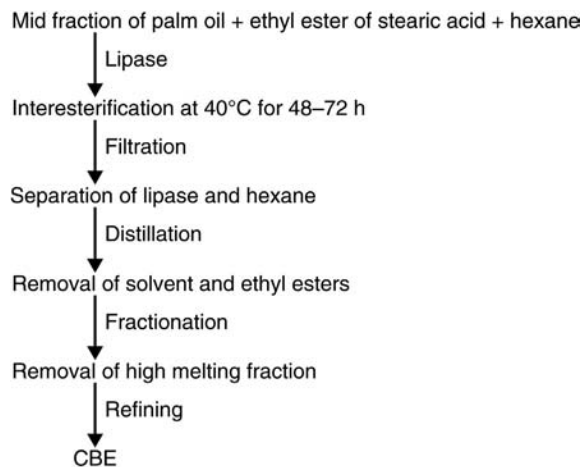 Mid fraction of palm oil + ethyl ester of stearic acid + hexane
Lipase
Interesterification at 40°C for 48–72 h
Filtration
Separation of lipase and hexane
Distillation
Removal of solvent and ethyl esters
Fractionation
Removal of high melting fraction
Refining
CBE